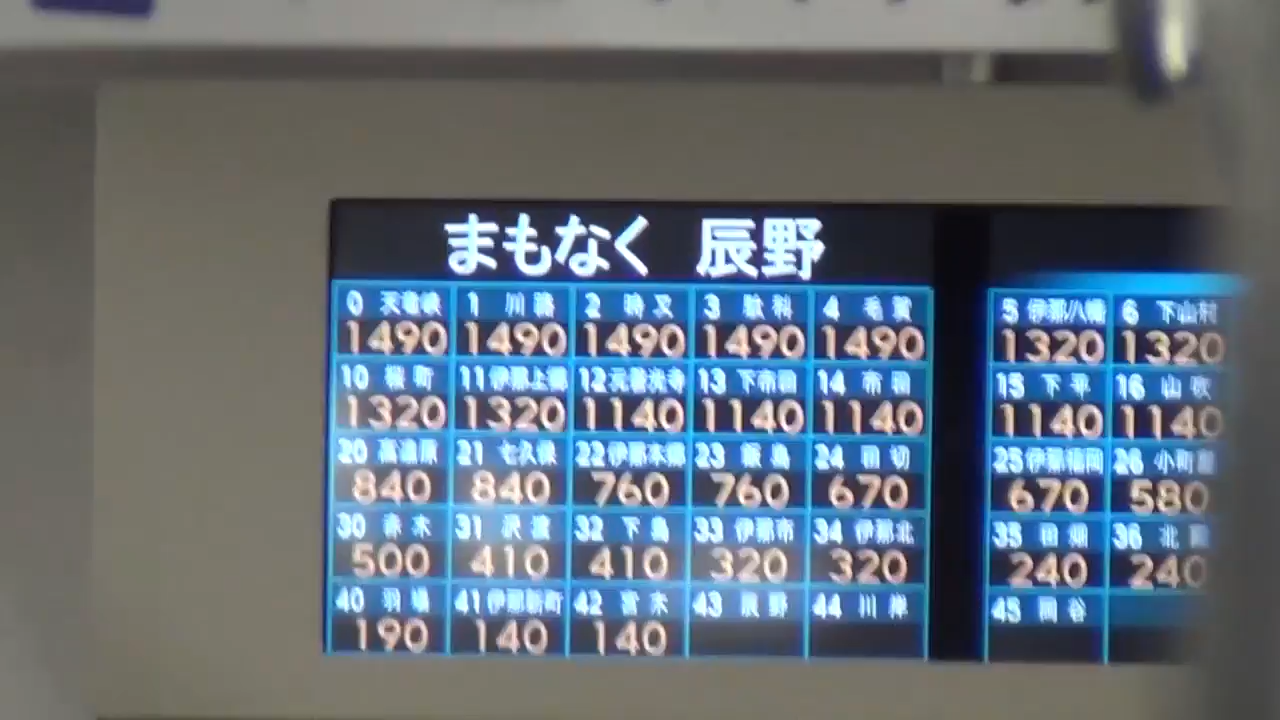 まもなく 辰野
0 天竜峡 1 川路 2 時又 3 駄科 4 毛賀 5 伊那八幡 6 下山村
1490 1490 1490 1490 1490 1320 1320
10 桜町 11 伊那上郷 12 元善光寺 13 下市田 14 市田 15 下平 16 山吹
1320 1320 1140 1140 1140 1140 1140
20 高遠原 21 七久保 22 伊那本郷 23 飯島 24 田切 25 伊那福岡 26 小町屋
840 840 760 760 670 670 580
30 赤木 31 沢渡 32 下島 33 伊那市 34 伊那北 35 田畑 36 北殿
500 410 410 320 320 240 240
40 羽場 41 伊那新町 42 宮木 43 辰野 44 川岸 45 岡谷
190 140 140